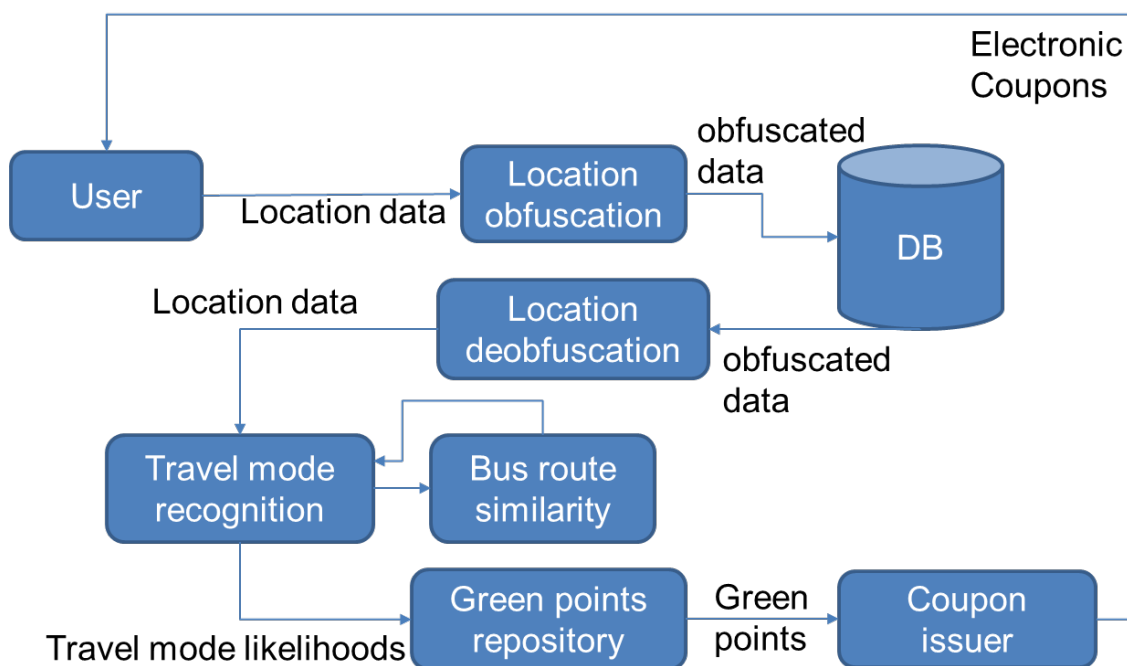 Electronic
Coupons
User
Location data
Location
obfuscation
obfuscated
data
DB
Location data
Location
deobfuscation
obfuscated
data
Travel mode
recognition
Bus route
similarity
Travel mode likelihoods
Green points
repository
Green
points
Coupon
issuer